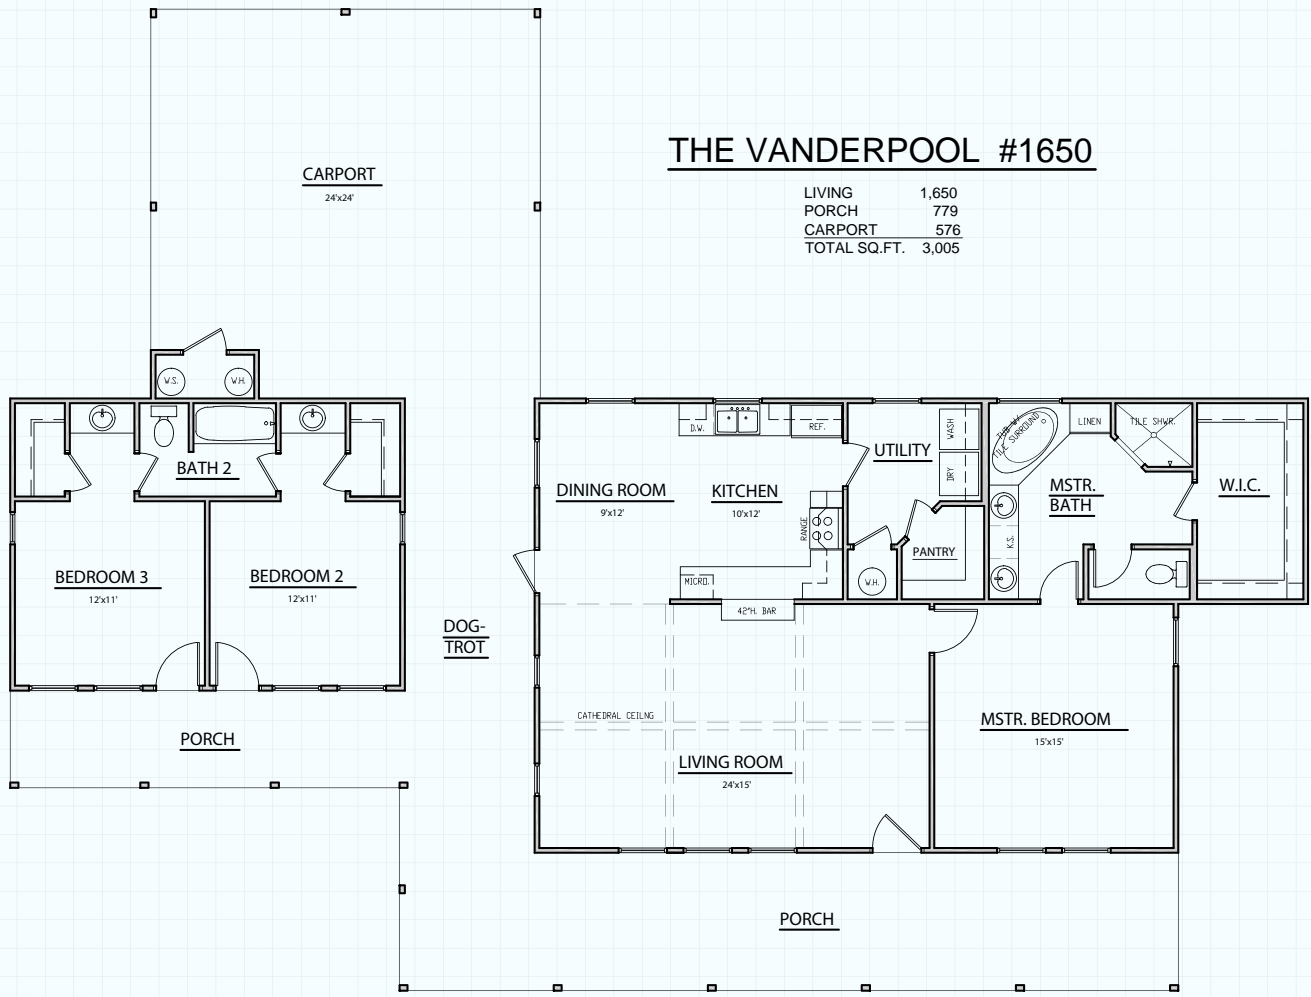 THE VANDERPOOL #1650
LIVING 1,650
PORCH 779
CARPORT 576
TOTAL SQ.FT. 3,005
CARPORT
24'x24'
W.S.
W.H.
BATH 2
BEDROOM 3
12'x11'
BEDROOM 2
12'x11'
PORCH
DOG-
TROT
DINING ROOM
9'x12'
KITCHEN
10'x12'
D.W.
REF.
RANGE
MICRO.
42"H. BAR
UTILITY
WASH
DRY
PANTRY
W.H.
TUB W/
TILE SURROUND
LINEN
TILE SHWR.
MSTR.
BATH
K.S.
W.I.C.
CATHEDRAL CEILNG
LIVING ROOM
24'x15'
MSTR. BEDROOM
15'x15'
PORCH